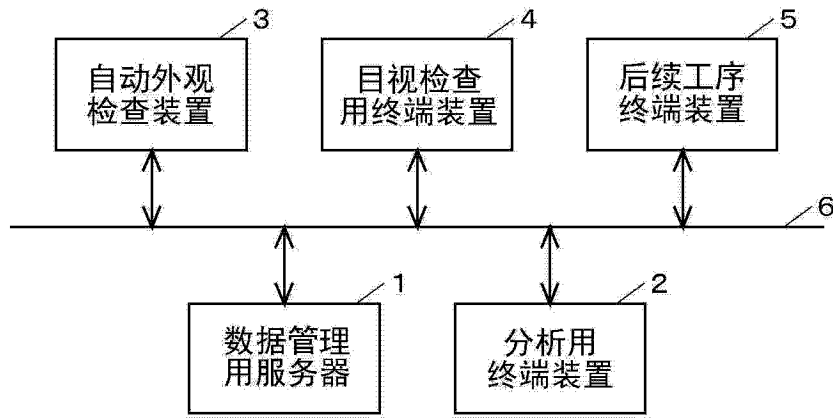 3
自动外观
检查装置
4
目视检查
用终端装置
5
后续工序
终端装置
6
1
数据管理
用服务器
2
分析用
终端装置